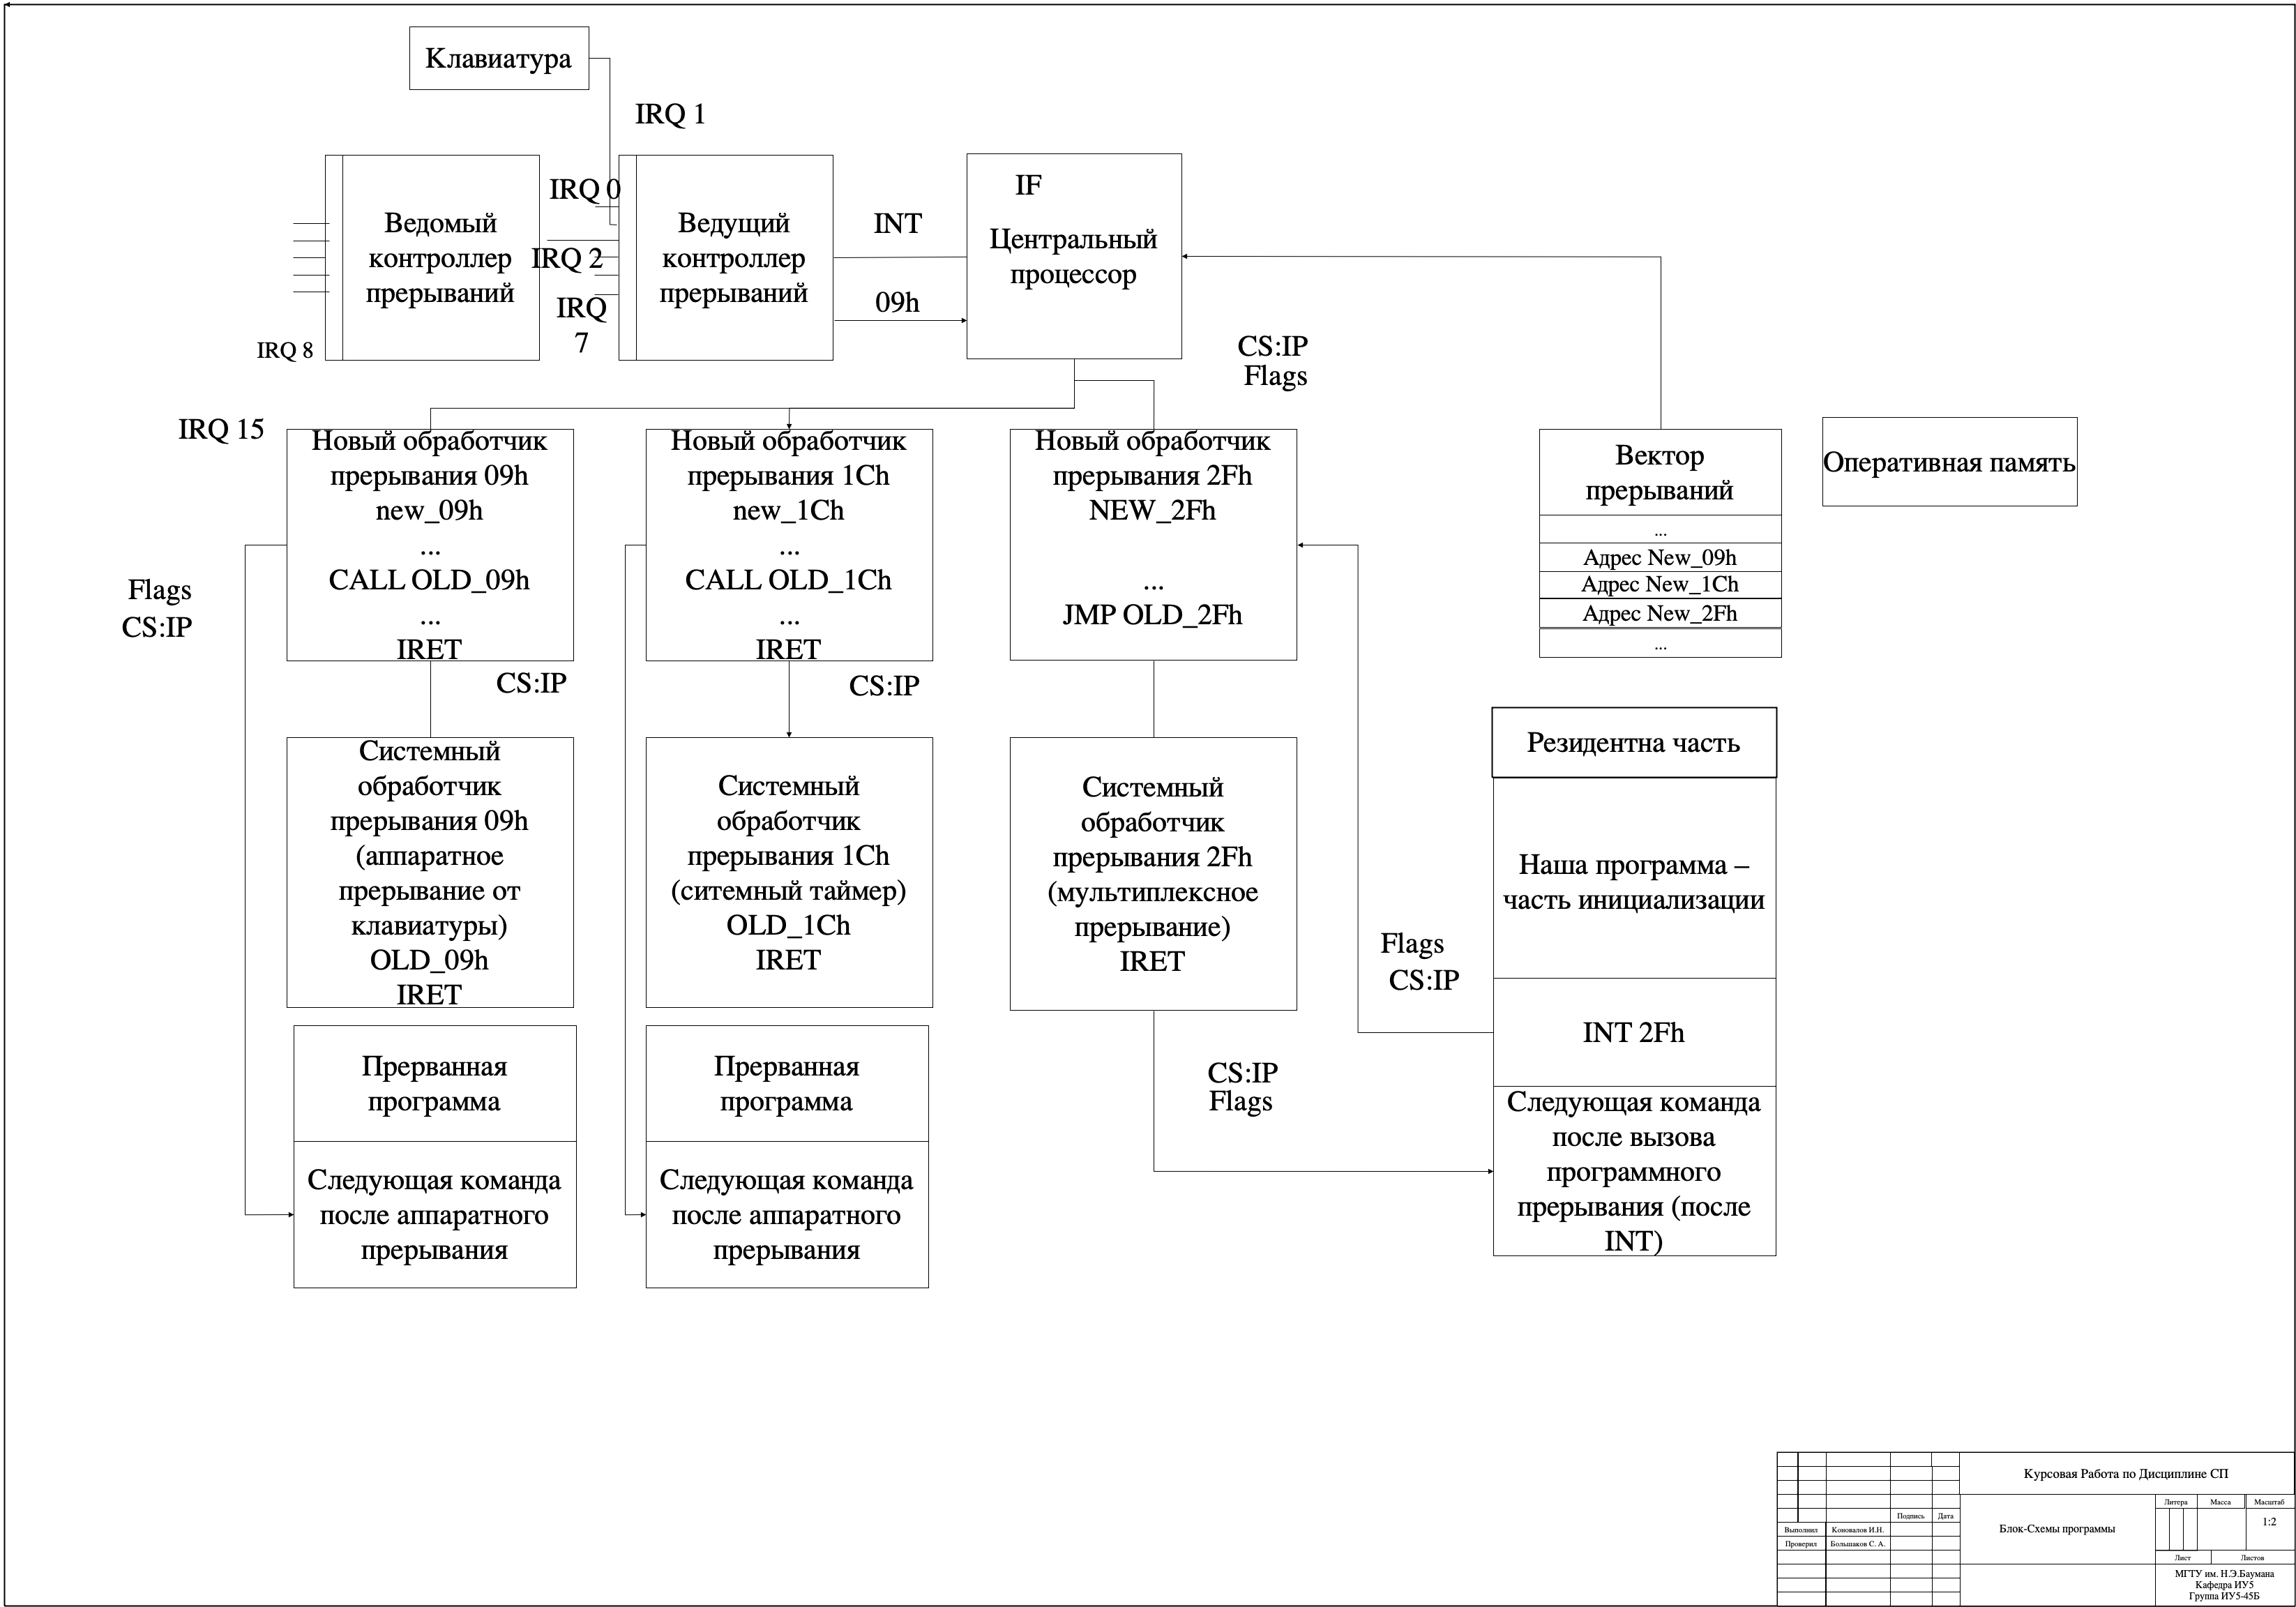 Клавиатура
IRQ 1
IRQ 0
IRQ 2
IRQ
7
IRQ 8
IRQ 15
Ведомый
контроллер
прерываний
Ведущий
контроллер
прерываний
INT
09h
IF
Центральный
процессор
CS:IP
Flags
Новый обработчик
прерывания 09h
new_09h
...
CALL OLD_09h
...
IRET
Новый обработчик
прерывания 1Ch
new_1Ch
...
CALL OLD_1Ch
...
IRET
Новый обработчик
прерывания 2Fh
NEW_2Fh
...
JMP OLD_2Fh
Вектор
прерываний
...
Адрес New_09h
Адрес New_1Ch
Адрес New_2Fh
...
Оперативная память
Flags
CS:IP
CS:IP
CS:IP
Системный
обработчик
прерывания 09h
(аппаратное
прерывание от
клавиатуры)
OLD_09h
IRET
Системный
обработчик
прерывания 1Ch
(ситемный таймер)
OLD_1Ch
IRET
Системный
обработчик
прерывания 2Fh
(мультиплексное
прерывание)
IRET
Резидентна часть
Наша программа –
часть инициализации
INT 2Fh
Следующая команда
после вызова
программного
прерывания (после
INT)
Flags
CS:IP
CS:IP
Flags
Прерванная
программа
Следующая команда
после аппаратного
прерывания
Прерванная
программа
Следующая команда
после аппаратного
прерывания
Курсовая Работа по Дисциплине СП
Блок-Схемы программы
Литера
Масса
Масштаб
1:2
Подпись
Дата
Выполнил
Коновалов И.Н.
Проверил
Большаков С. А.
Лист
Листов
МГТУ им. Н.Э.Баумана
Кафедра ИУ5
Группа ИУ5-45Б